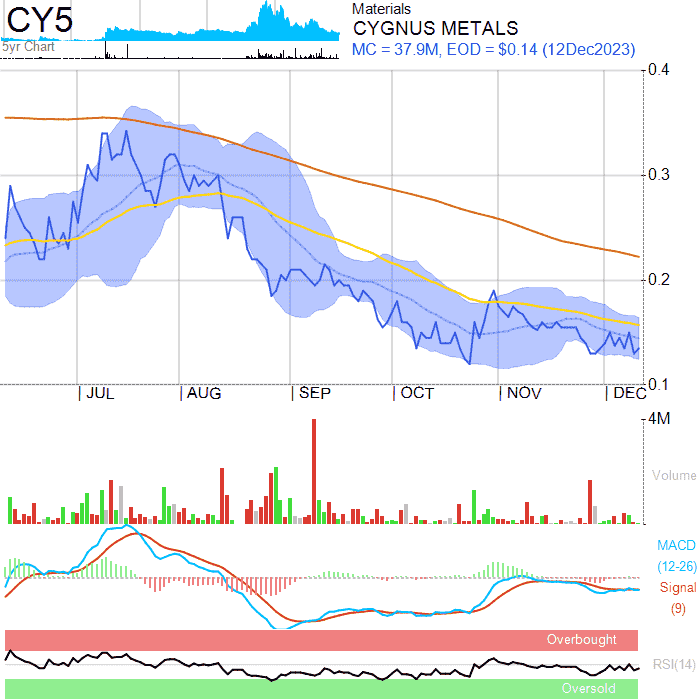 CY5
5yr Chart
Materials
CYGNUS METALS
MC = 37.9M, EOD = $0.14 (12Dec2023)
0.4
0.3
0.2
0.1
JUL
AUG
SEP
OCT
NOV
DEC
4M
Volume
MACD
(12-26)
Signal
(9)
Overbought
RSI(14)
Oversold